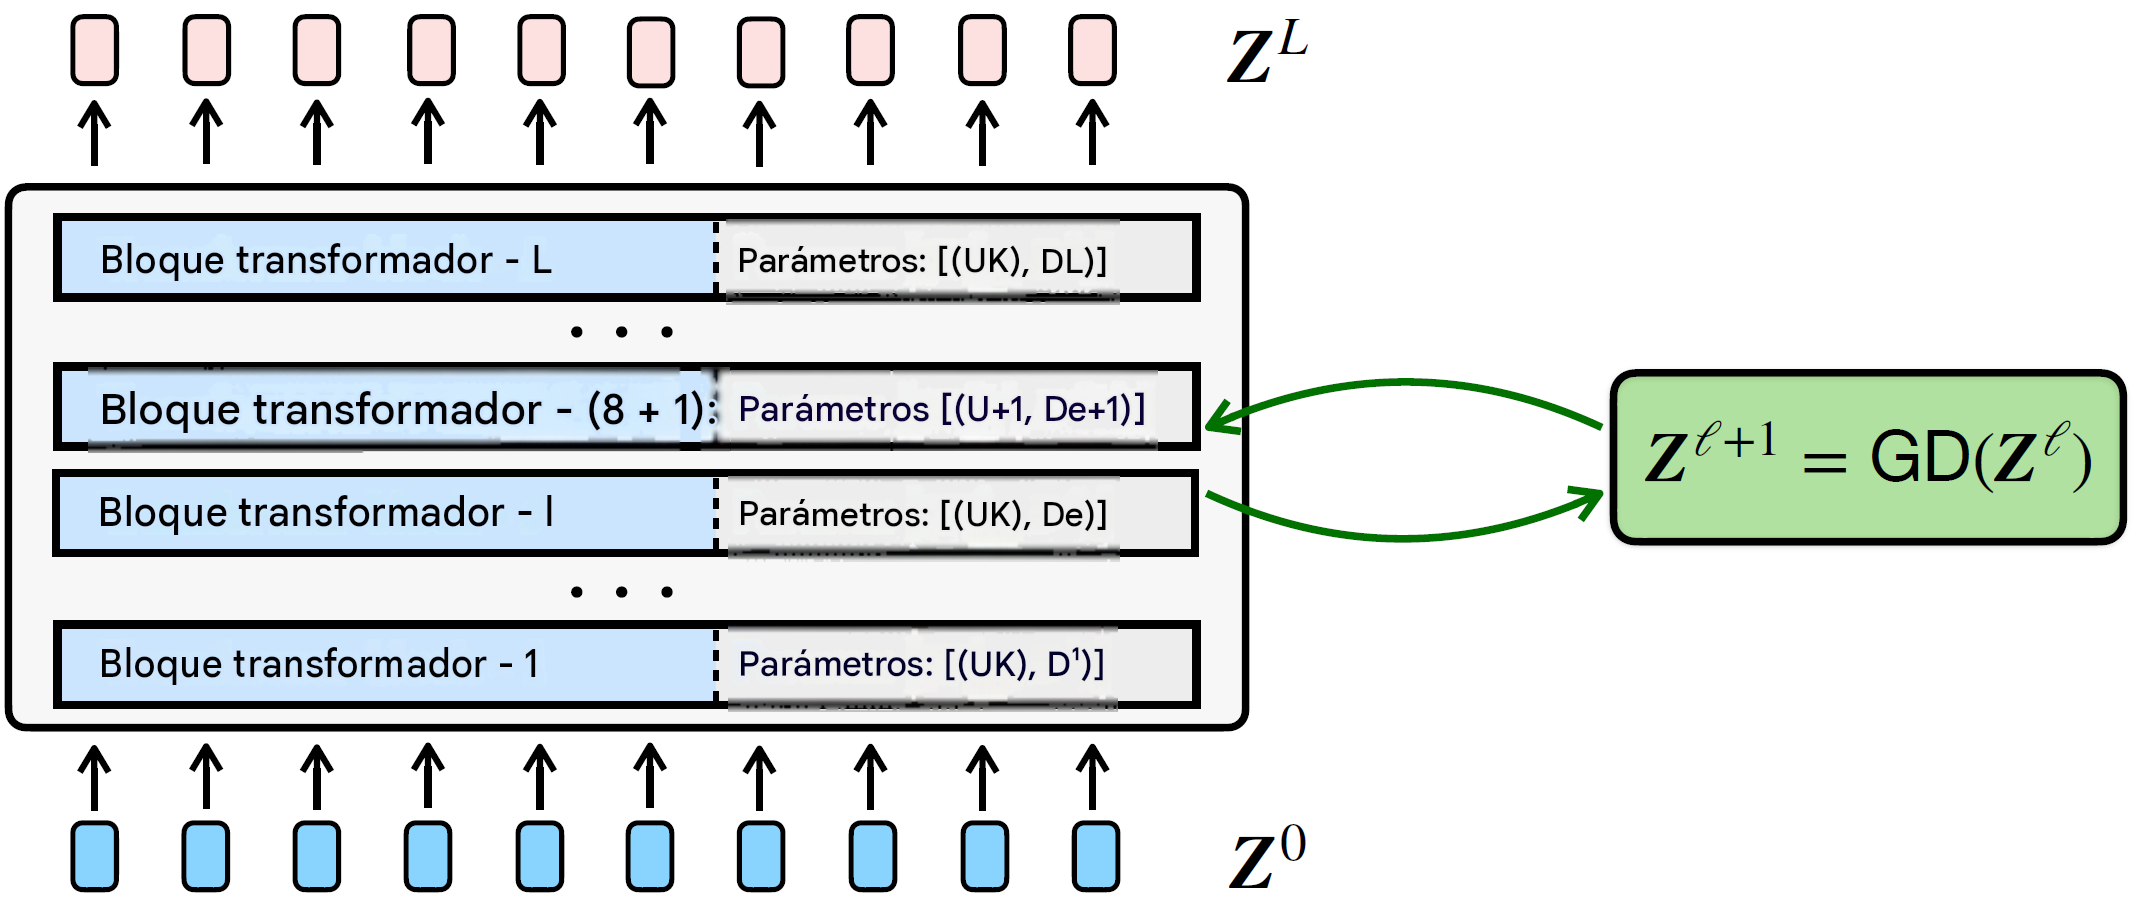 Z^L
Bloque transformador - L Parámetros: [(UK), DL)]
. . .
Bloque transformador - (8 + 1): Parámetros [(U+1, De+1)]
Z^{ℓ+1} = GD(Z^ℓ)
Bloque transformador - l Parámetros: [(UK), De)]
. . .
Bloque transformador - 1 Parámetros: [(UK), D¹)]
Z^0